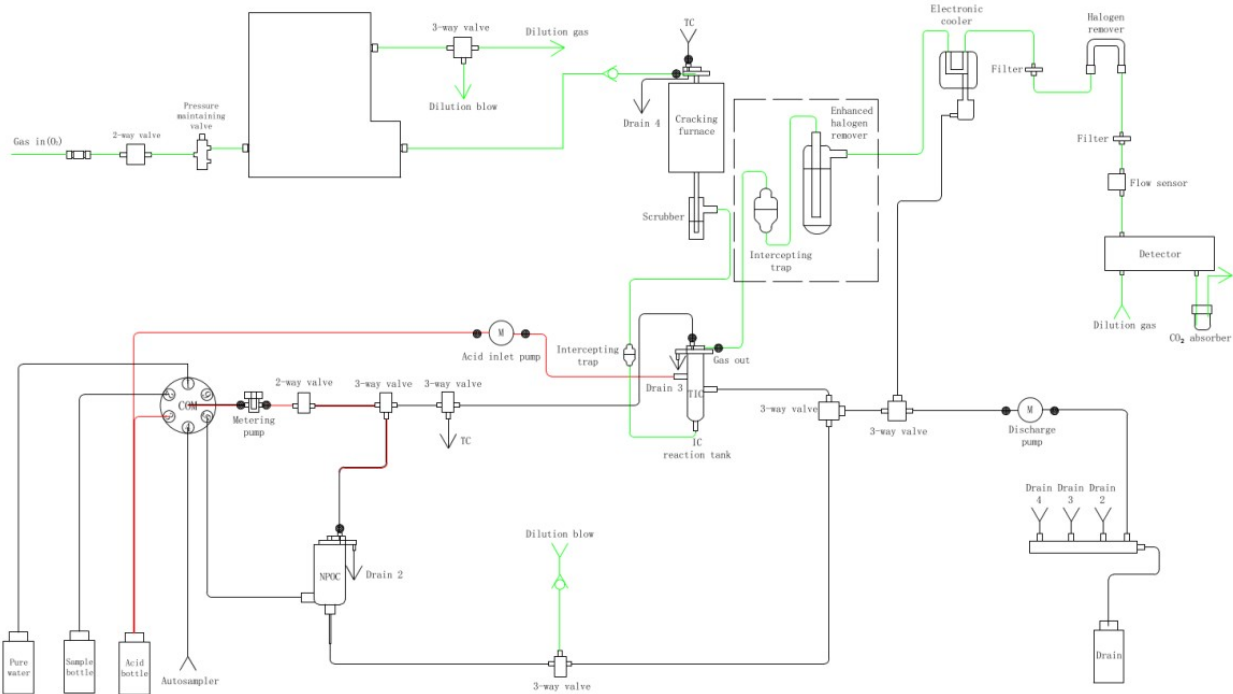 3-way valve
Dilution gas
Dilution blow
Pressure
maintaining
valve
2-way valve
Gas in(O₂)
TC
Drain 4
Cracking
furnace
Scrubber
Enhanced
halogen
remover
Intercepting
trap
Electronic
cooler
Filter
Halogen
remover
Filter
Flow sensor
Detector
Dilution gas
CO₂ absorber
M
Acid inlet pump
Intercepting
trap
Gas out
Drain 3
TIC
IC
reaction tank
COM
Metering
pump
2-way valve
3-way valve
3-way valve
TC
3-way valve
3-way valve
M
Discharge
pump
Drain
4
Drain
3
Drain
2
Drain
NPOC
Drain 2
Dilution blow
3-way valve
Pure
water
Sample
bottle
Acid
bottle
Autosampler